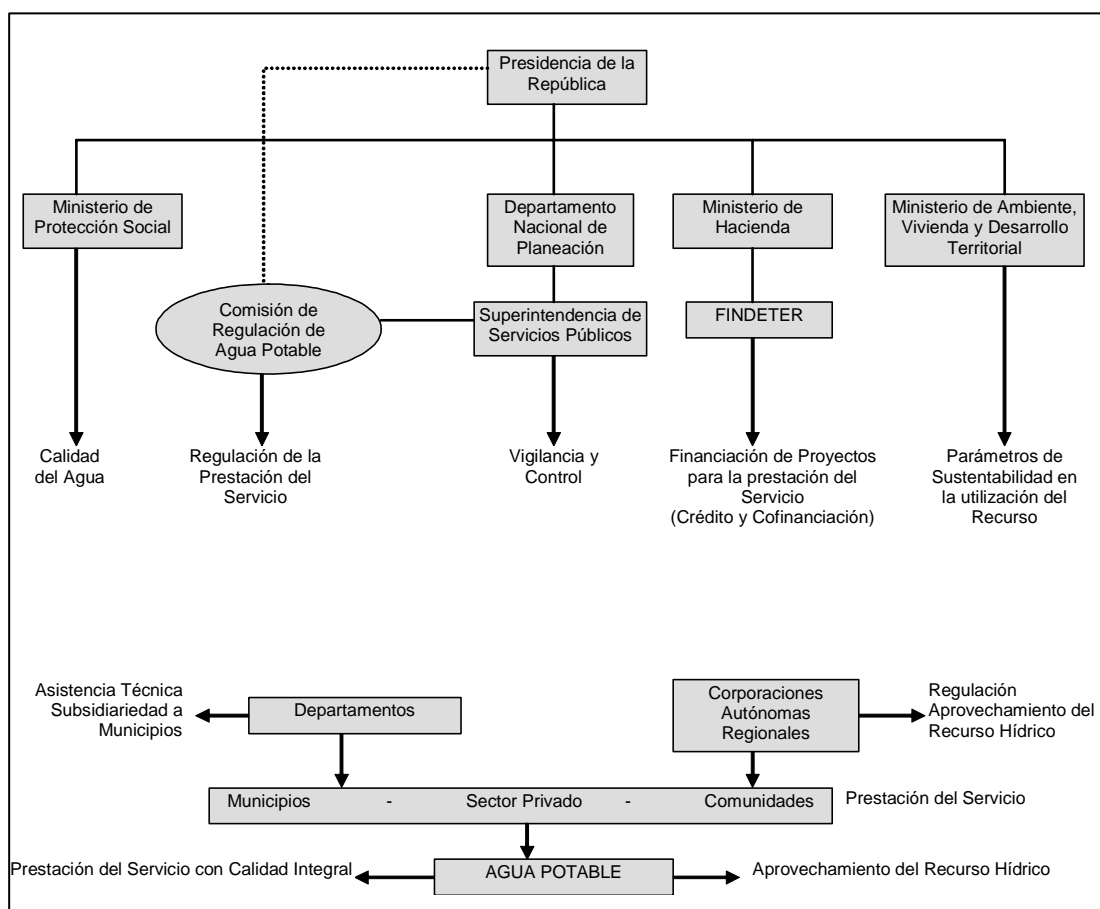 Presidencia de la
República
Ministerio de
Protección Social
Departamento
Nacional de
Planeación
Ministerio de
Hacienda
Ministerio de Ambiente,
Vivienda y Desarrollo
Territorial
Comisión de
Regulación de
Agua Potable
Superintendencia de
Servicios Públicos
FINDETER
Calidad
del Agua
Regulación de la
Prestación del
Servicio
Vigilancia y
Control
Financiación de Proyectos
para la prestación del
Servicio
(Crédito y Cofinanciación)
Parámetros de
Sustentabilidad en
la utilización del
Recurso
Asistencia Técnica
Subsidiariedad a
Municipios
Departamentos
Corporaciones
Autónomas
Regionales
Regulación
Aprovechamiento del
Recurso Hídrico
Municipios - Sector Privado - Comunidades
Prestación del Servicio
Prestación del Servicio con Calidad Integral
AGUA POTABLE
Aprovechamiento del Recurso Hídrico